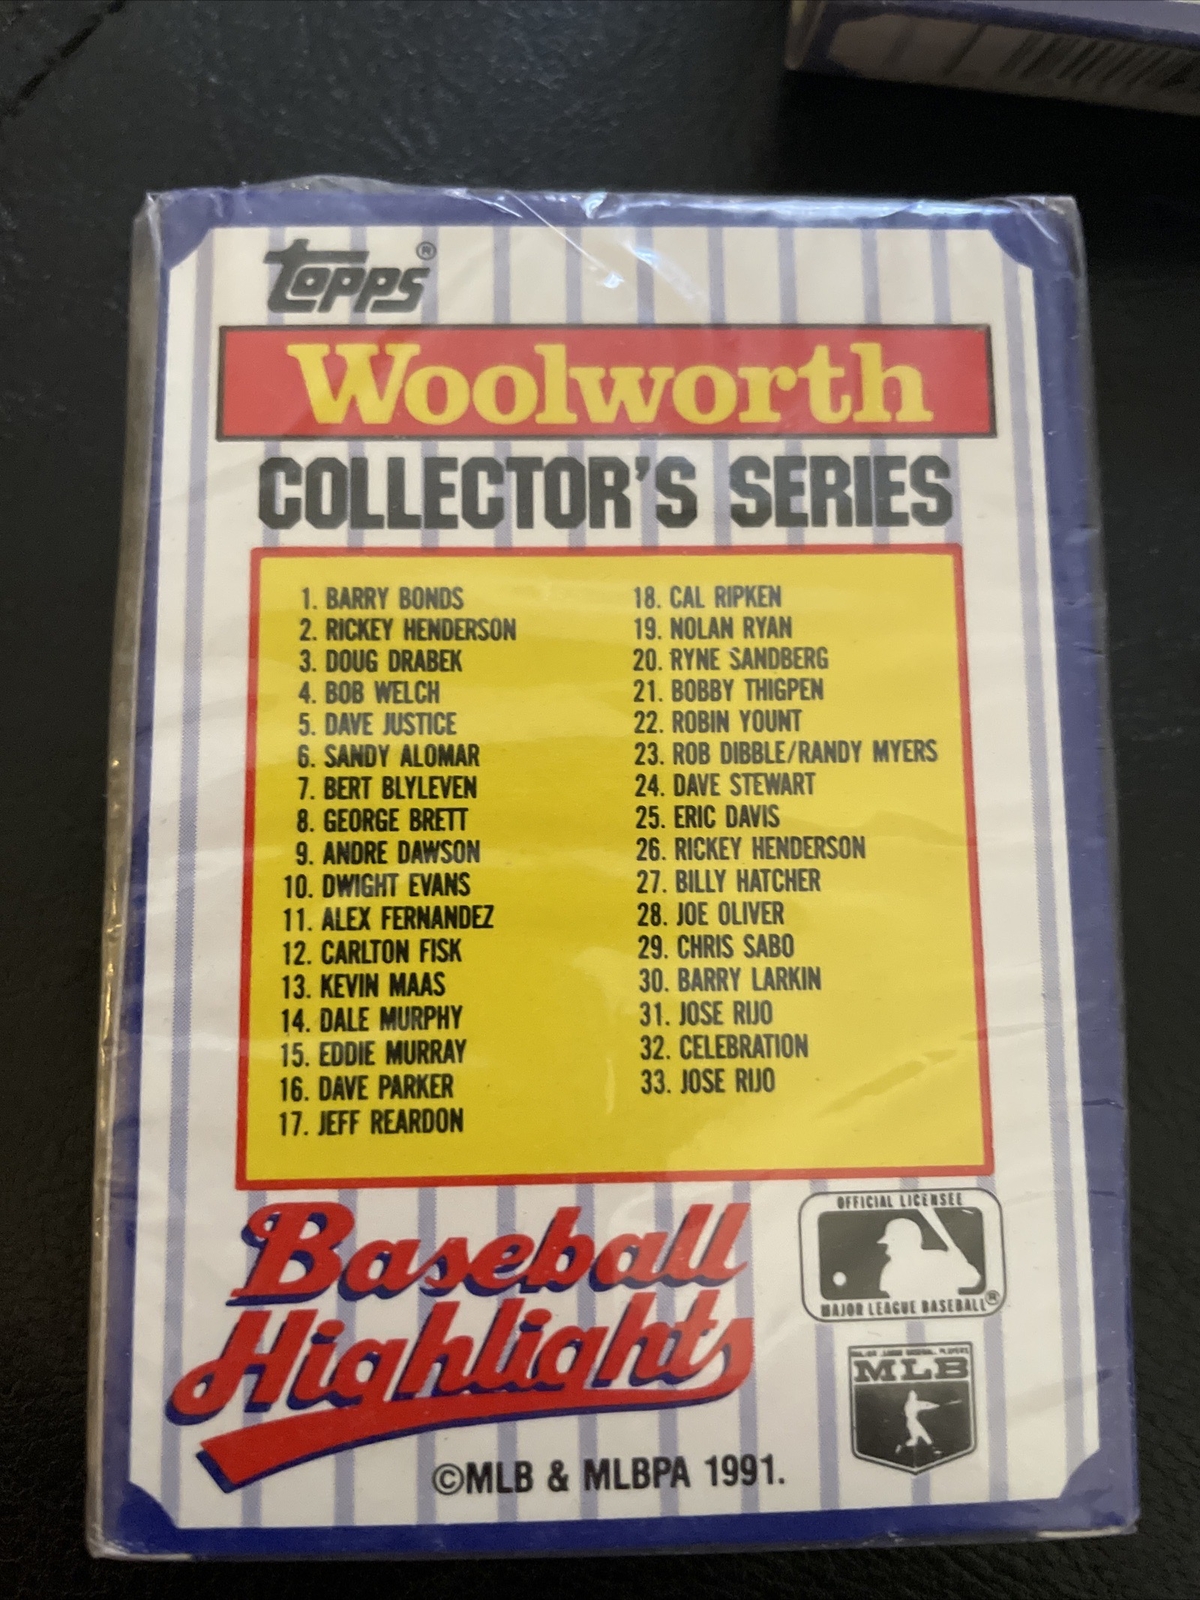 Topps®
Woolworth
COLLECTOR'S SERIES
1. BARRY BONDS
2. RICKEY HENDERSON
3. DOUG DRABEK
4. BOB WELCH
5. DAVE JUSTICE
6. SANDY ALOMAR
7. BERT BLYLEVEN
8. GEORGE BRETT
9. ANDRE DAWSON
10. DWIGHT EVANS
11. ALEX FERNANDEZ
12. CARLTON FISK
13. KEVIN MAAS
14. DALE MURPHY
15. EDDIE MURRAY
16. DAVE PARKER
17. JEFF REARDON
18. CAL RIPKEN
19. NOLAN RYAN
20. RYNE SANDBERG
21. BOBBY THIGPEN
22. ROBIN YOUNT
23. ROB DIBBLE/RANDY MYERS
24. DAVE STEWART
25. ERIC DAVIS
26. RICKEY HENDERSON
27. BILLY HATCHER
28. JOE OLIVER
29. CHRIS SABO
30. BARRY LARKIN
31. JOSE RIJO
32. CELEBRATION
33. JOSE RIJO
Baseball
Highlights
OFFICIAL LICENSEE
MAJOR LEAGUE BASEBALL®
MAJOR LEAGUE BASEBALL PLAYERS
MLB
©MLB & MLBPA 1991.